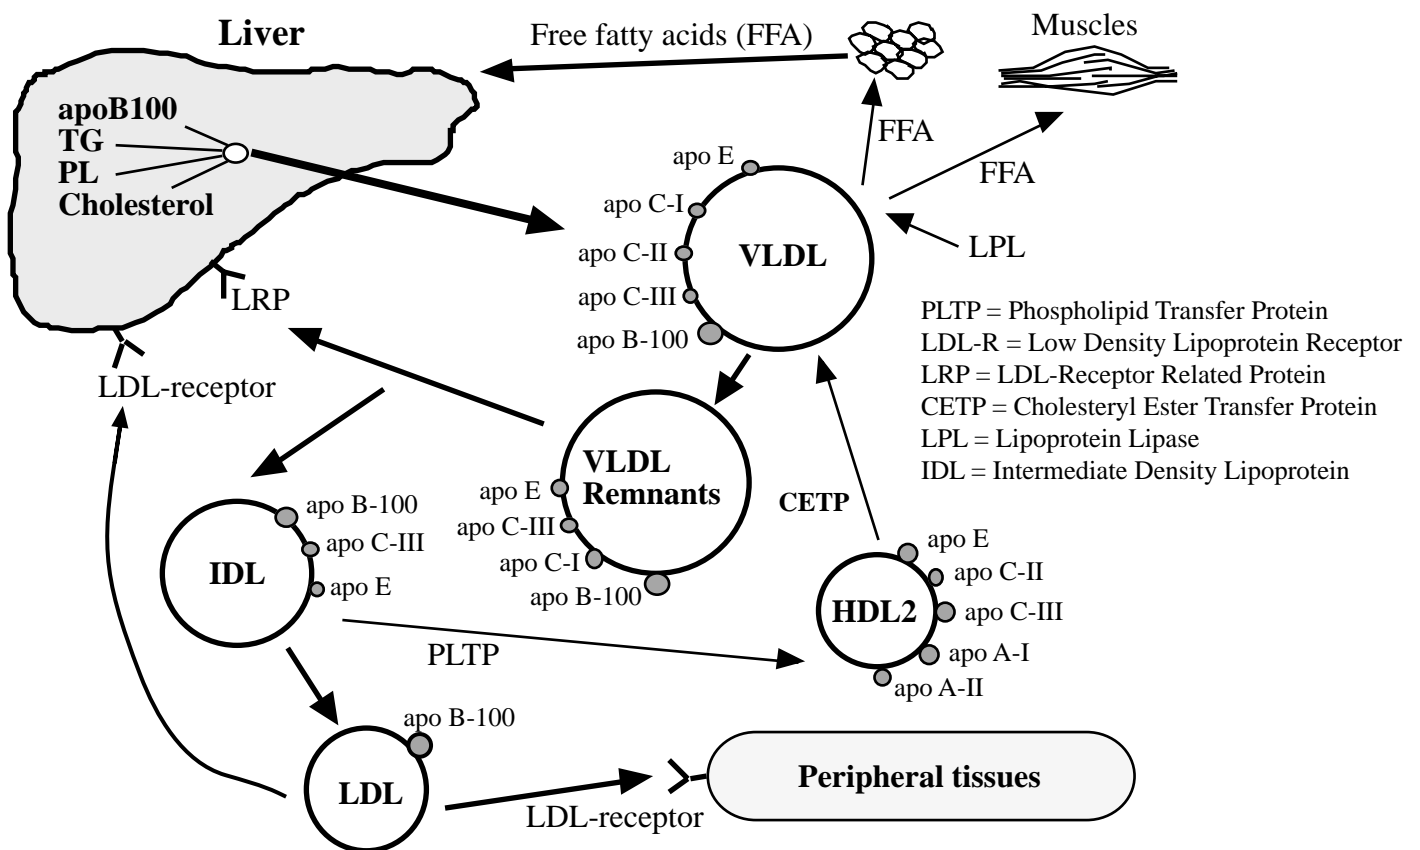 Liver
Free fatty acids (FFA)
Muscles
apoB100
TG
PL
Cholesterol
FFA
FFA
LPL
apo E
apo C-I
apo C-II
apo C-III
apo B-100
VLDL
LRP
LDL-receptor
PLTP = Phospholipid Transfer Protein
LDL-R = Low Density Lipoprotein Receptor
LRP = LDL-Receptor Related Protein
CETP = Cholesteryl Ester Transfer Protein
LPL = Lipoprotein Lipase
IDL = Intermediate Density Lipoprotein
VLDL
Remnants
apo E
apo C-III
apo C-I
apo B-100
CETP
IDL
apo B-100
apo C-III
apo E
HDL2
apo E
apo C-II
apo C-III
apo A-I
apo A-II
PLTP
apo B-100
LDL
LDL-receptor
Peripheral tissues